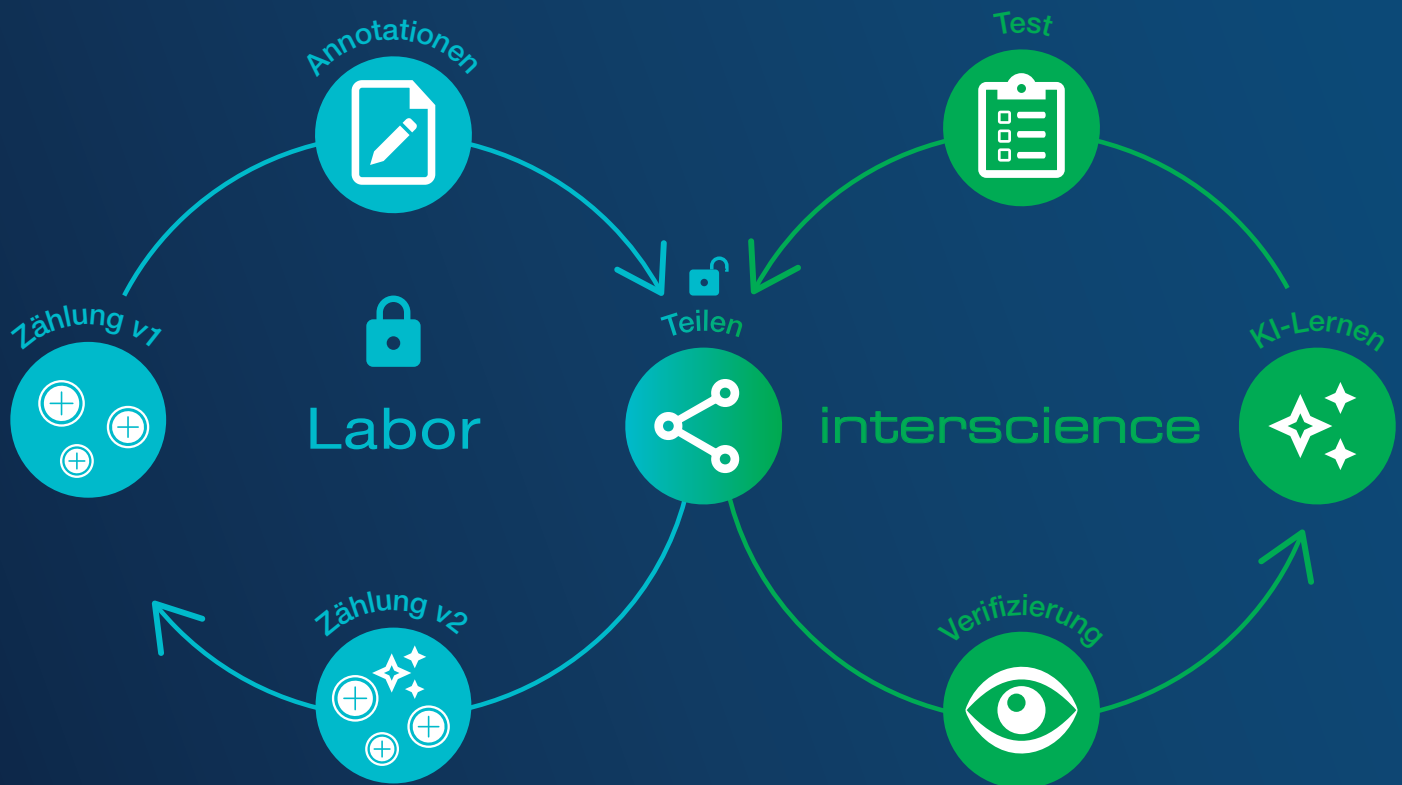 Annotationen
Test
Zählung v1
Teilen
KI-Lernen
Labor
interscience
Zählung v2
Verifizierung